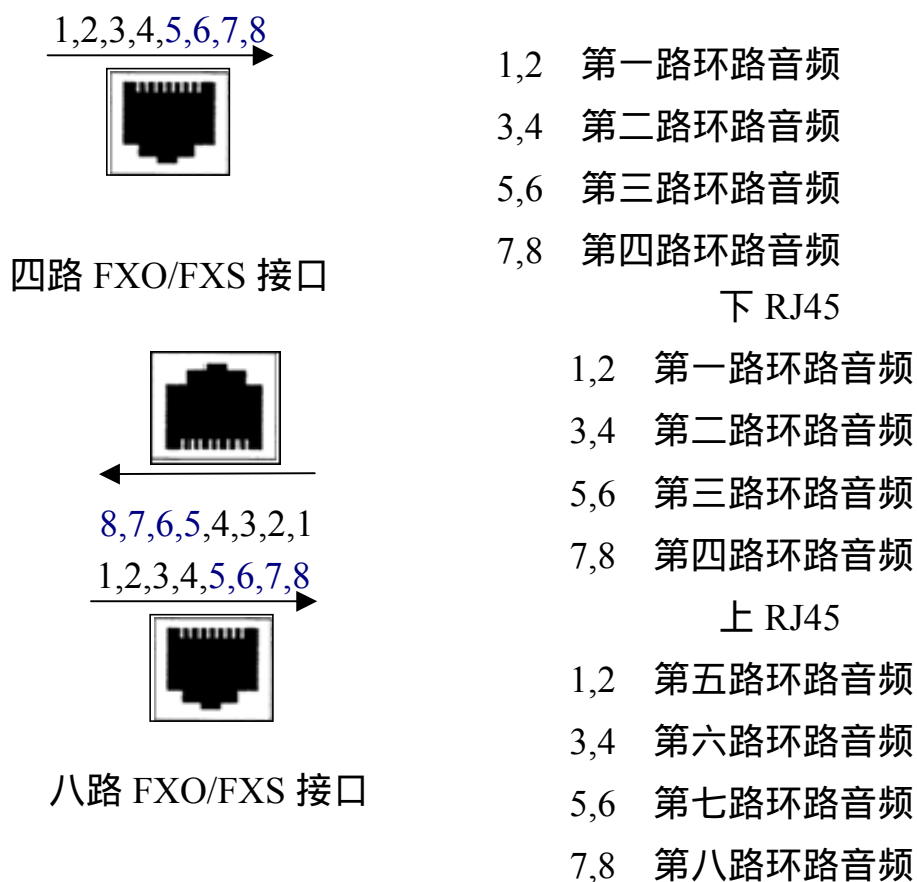 1,2,3,4,5,6,7,8
四路 FXO/FXS 接口
1,2 第一路环路音频
3,4 第二路环路音频
5,6 第三路环路音频
7,8 第四路环路音频
8,7,6,5,4,3,2,1
1,2,3,4,5,6,7,8
八路 FXO/FXS 接口
下 RJ45
1,2 第一路环路音频
3,4 第二路环路音频
5,6 第三路环路音频
7,8 第四路环路音频
上 RJ45
1,2 第五路环路音频
3,4 第六路环路音频
5,6 第七路环路音频
7,8 第八路环路音频